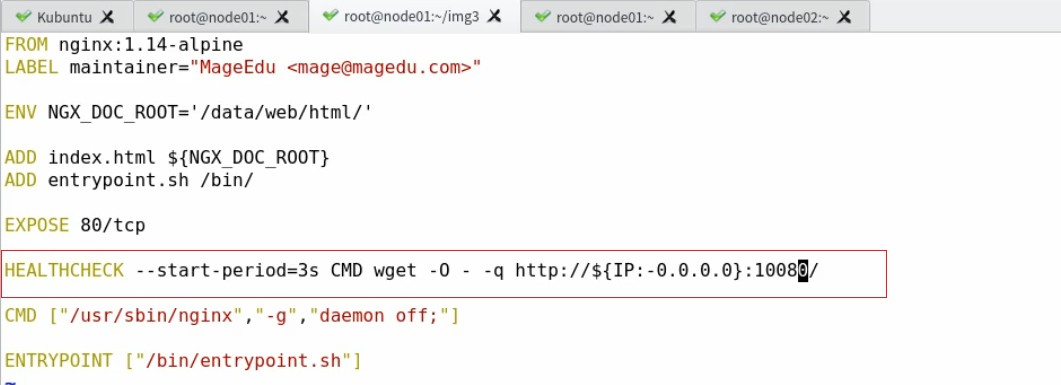 Kubuntu root@node01:~ root@node01:~/img3 root@node01:~ root@node02:~
FROM nginx:1.14-alpine
LABEL maintainer="MageEdu <mage@magedu.com>"
ENV NGX_DOC_ROOT='/data/web/html/'
ADD index.html ${NGX_DOC_ROOT}
ADD entrypoint.sh /bin/
EXPOSE 80/tcp
HEALTHCHECK --start-period=3s CMD wget -O - -q http://${IP:-0.0.0.0}:10080/
CMD ["/usr/sbin/nginx","-g","daemon off;"]
ENTRYPOINT ["/bin/entrypoint.sh"]
~